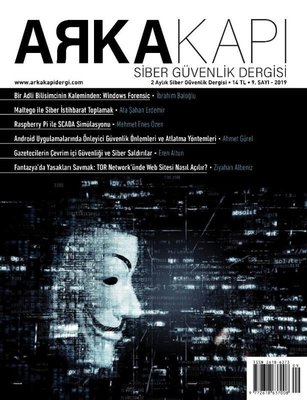 ARKA KAPI
SİBER GÜVENLİK DERGİSİ
www.arkakapidergi.com 2 Aylık Siber Güvenlik Dergisi • 14 TL • 9. SAYI - 2019
Bir Adli Bilişimcinin Kaleminden: Windows Forensic • İbrahim Baloğlu
Maltego ile Siber İstihbarat Toplamak • Ata Şahan Erdemir
Raspberry Pi ile SCADA Simülasyonu • Mehmet Enes Özen
Android Uygulamalarında Önleyici Güvenlik Önlemleri ve Atlatma Yöntemleri • Ahmet Gürel
Gazetecilerin Çevrim içi Güvenliği ve Siber Saldırılar • Eren Altun
Fantazya'da Yasakları Savmak: TOR Network'ünde Web Sitesi Nasıl Açılır? • Ziyahan Albeniz